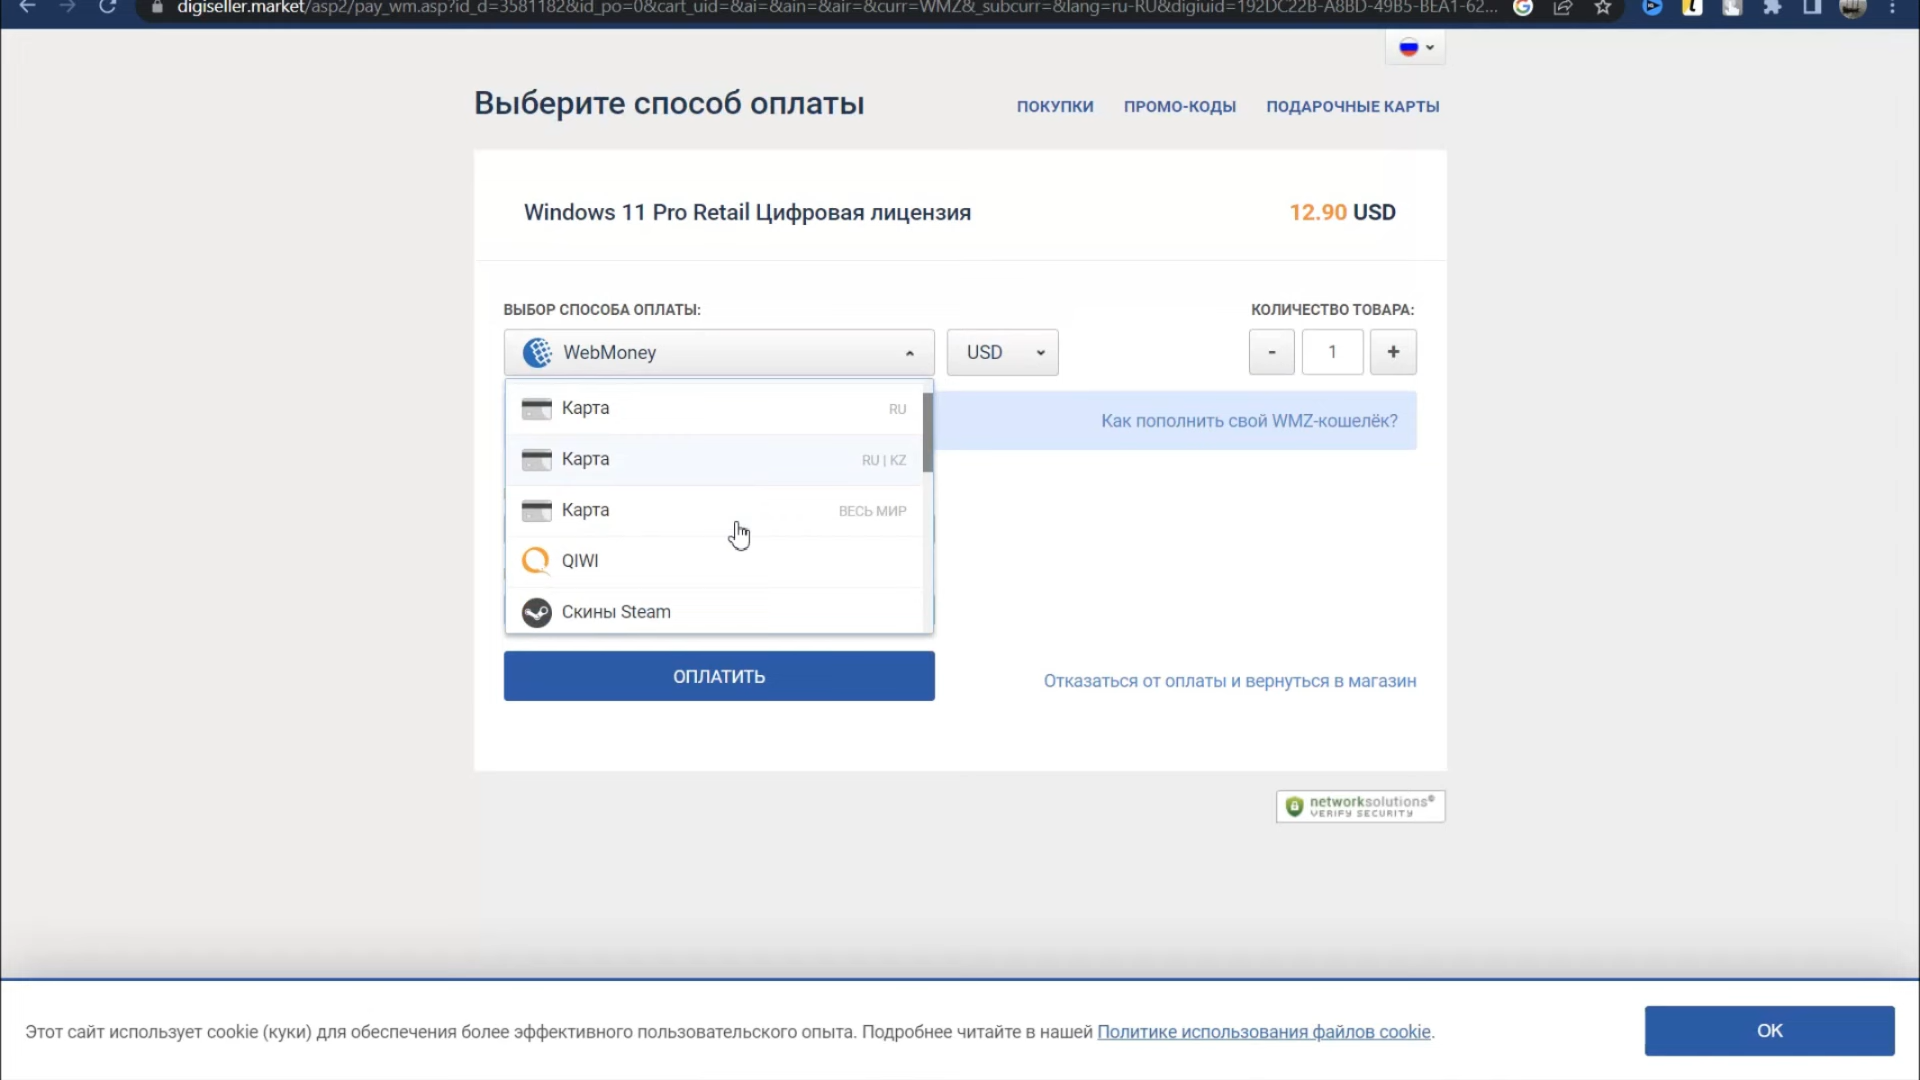 digiseller.market/asp2/pay_wm.asp?id_d=3581182&id_po=0&cart_uid=&ai=&ain=&air=&curr=WMZ&_subcurr=&lang=ru-RU&digiuid=192DC22B-A8BD-49B5-BEA1-62...
Выберите способ оплаты
ПОКУПКИ ПРОМО-КОДЫ ПОДАРОЧНЫЕ КАРТЫ
Windows 11 Pro Retail Цифровая лицензия 12.90 USD
ВЫБОР СПОСОБА ОПЛАТЫ: КОЛИЧЕСТВО ТОВАРА:
WebMoney USD - 1 +
Карта RU
Как пополнить свой WMZ-кошелёк?
Карта RU | KZ
Карта ВЕСЬ МИР
QIWI
Скины Steam
ОПЛАТИТЬ Отказаться от оплаты и вернуться в магазин
networksolutions®
VERIFY SECURITY
Этот сайт использует cookie (куки) для обеспечения более эффективного пользовательского опыта. Подробнее читайте в нашей Политике использования файлов cookie. OK